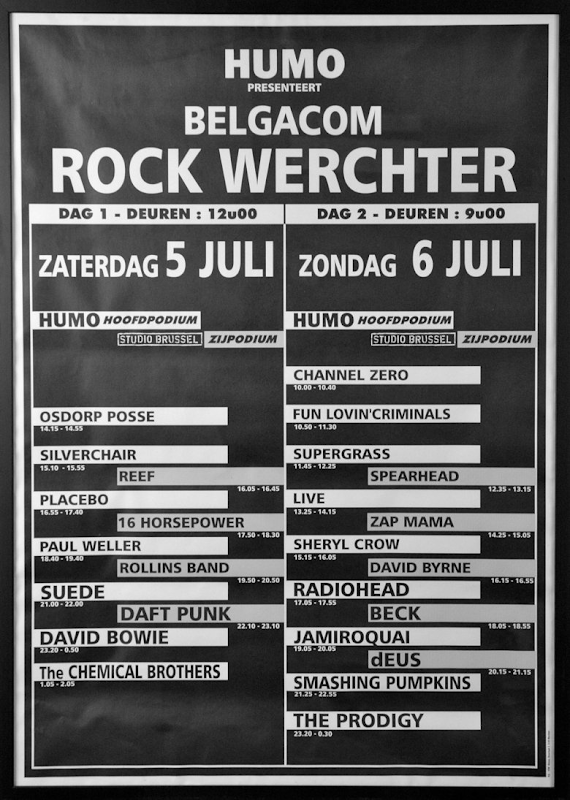 HUMO
PRESENTEERT
BELGACOM
ROCK WERCHTER
DAG 1 - DEUREN : 12u00
ZATERDAG 5 JULI
HUMO HOOFDPODIUM
STUDIO BRUSSEL ZIJPODIUM
OSDORP POSSE
14.15 - 14.55
SILVERCHAIR
15.10 - 15.55
REEF
16.05 - 16.45
PLACEBO
16.55 - 17.40
16 HORSEPOWER
17.50 - 18.30
PAUL WELLER
18.40 - 19.40
ROLLINS BAND
19.50 - 20.50
SUEDE
21.00 - 22.00
DAFT PUNK
22.10 - 23.10
DAVID BOWIE
23.20 - 0.50
The CHEMICAL BROTHERS
1.05 - 2.05
DAG 2 - DEUREN : 9u00
ZONDAG 6 JULI
HUMO HOOFDPODIUM
STUDIO BRUSSEL ZIJPODIUM
CHANNEL ZERO
10.00 - 10.40
FUN LOVIN'CRIMINALS
10.50 - 11.30
SUPERGRASS
11.45 - 12.25
SPEARHEAD
12.35 - 13.15
LIVE
13.25 - 14.15
ZAP MAMA
14.25 - 15.05
SHERYL CROW
15.15 - 16.05
DAVID BYRNE
16.15 - 16.55
RADIOHEAD
17.05 - 17.55
BECK
18.05 - 18.55
JAMIROQUAI
19.05 - 20.05
dEUS
20.15 - 21.15
SMASHING PUMPKINS
21.25 - 22.55
THE PRODIGY
23.20 - 0.30